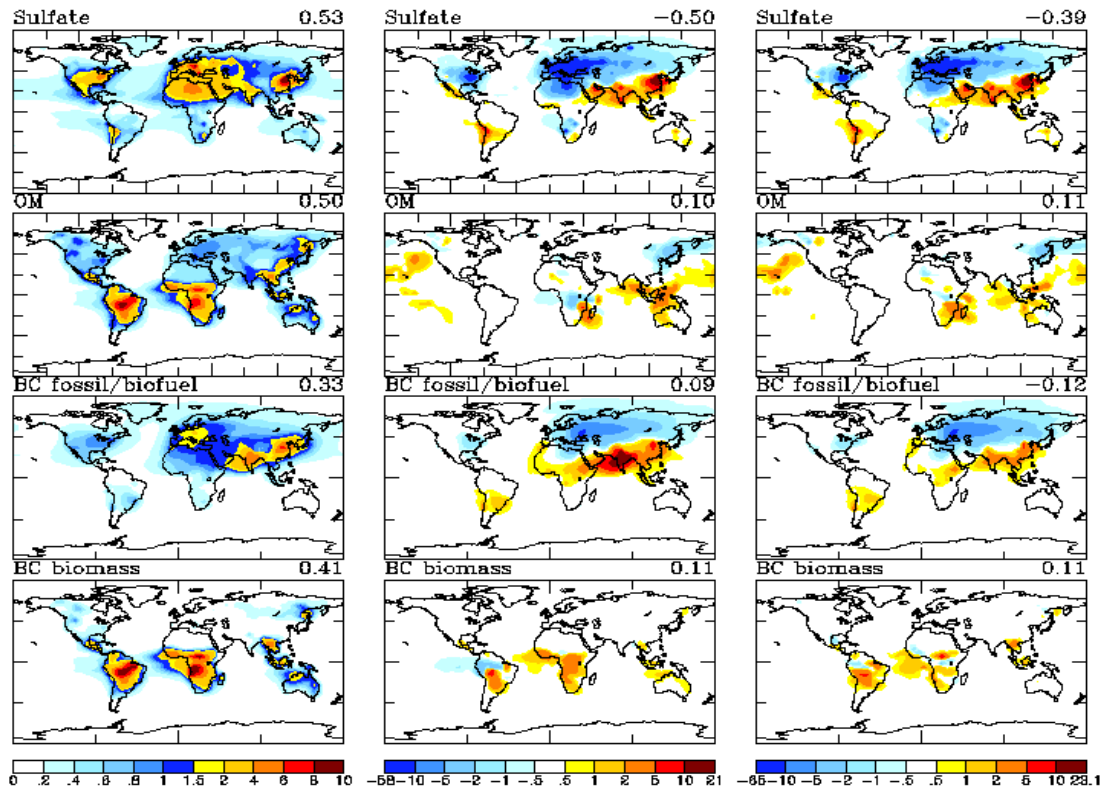 Sulfate 0.53 Sulfate −0.50 Sulfate −0.39
OM 0.50 OM 0.10 OM 0.11
BC fossil/biofuel 0.33 BC fossil/biofuel 0.09 BC fossil/biofuel −0.12
BC biomass 0.41 BC biomass 0.11 BC biomass 0.11
0 .2 .4 .6 .8 1 1.5 2 4 6 8 10 −58 −10 −5 −2 −1 −.5 .5 1 2 5 10 21 −65 −10 −5 −2 −1 −.5 .5 1 2 5 10 23.1